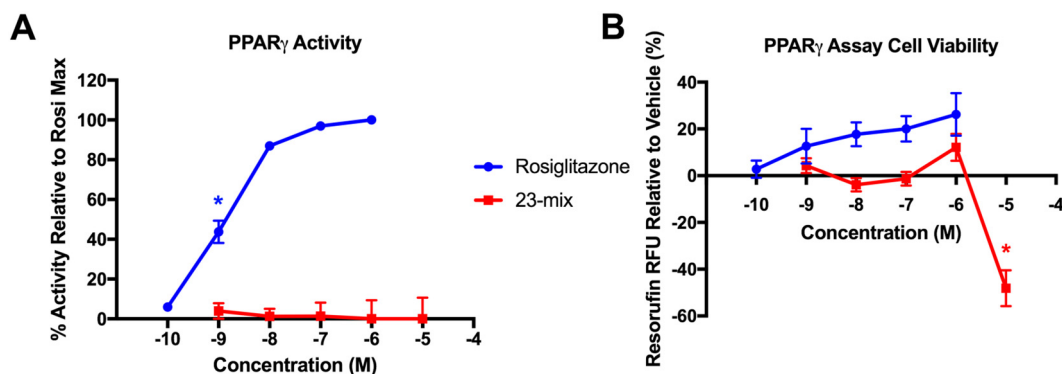 A
PPARγ Activity
% Activity Relative to Rosi Max
120
100
80
60
40
20
0
*
-10
-9
-8
-7
-6
-5
-4
Concentration (M)
Rosiglitazone
23-mix
B
PPARγ Assay Cell Viability
Resorufin RFU Relative to Vehicle (%)
40
20
0
-20
-40
-60
-10
-9
-8
-7
-6
-5
-4
Concentration (M)
*